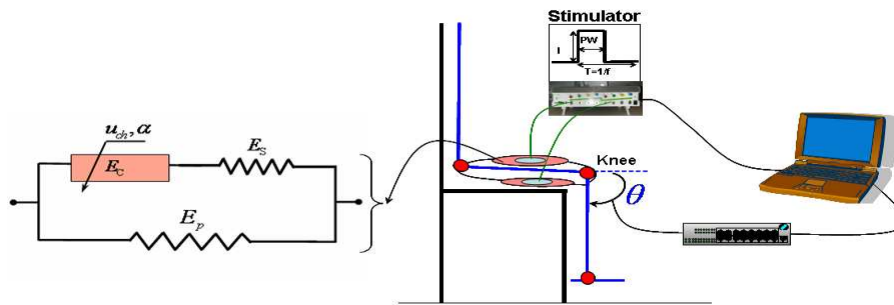 Stimulator
PW
I
T=1/f
u_ch, α
E_C
E_S
E_p
Knee
θ